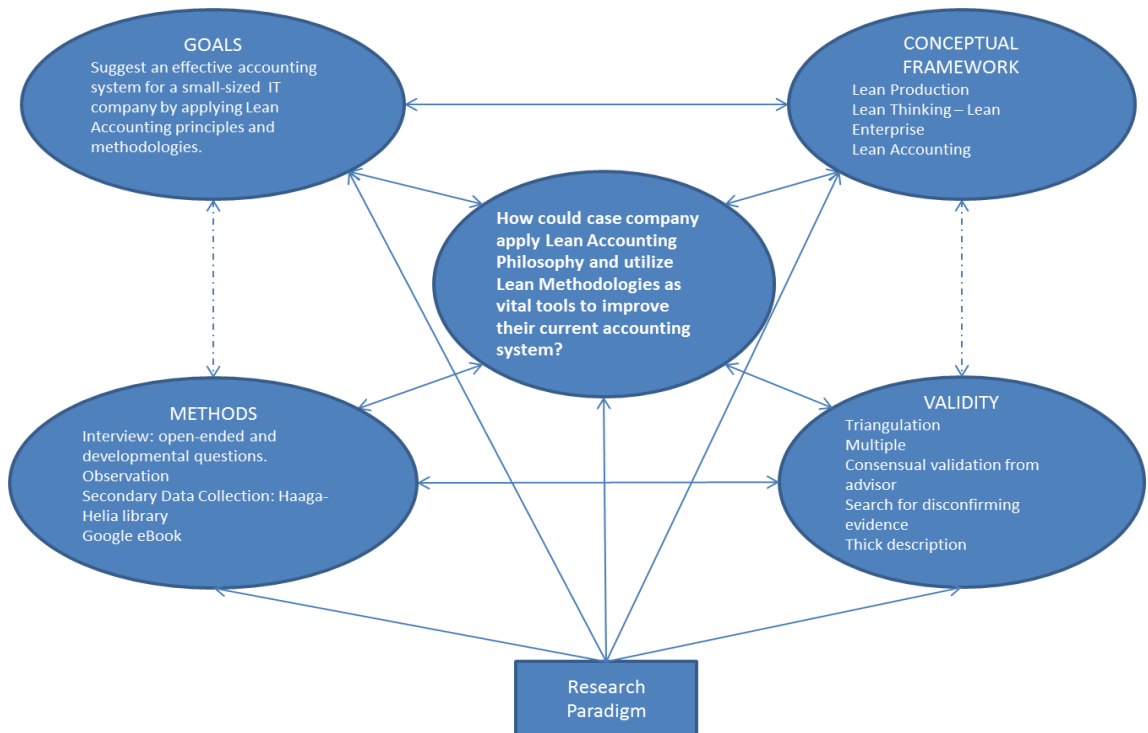 GOALS
Suggest an effective accounting
system for a small-sized IT
company by applying Lean
Accounting principles and
methodologies.
CONCEPTUAL
FRAMEWORK
Lean Production
Lean Thinking – Lean
Enterprise
Lean Accounting
How could case company
apply Lean Accounting
Philosophy and utilize
Lean Methodologies as
vital tools to improve
their current accounting
system?
METHODS
Interview: open-ended and
developmental questions.
Observation
Secondary Data Collection: Haaga-
Helia library
Google eBook
VALIDITY
Triangulation
Multiple
Consensual validation from
advisor
Search for disconfirming
evidence
Thick description
Research
Paradigm